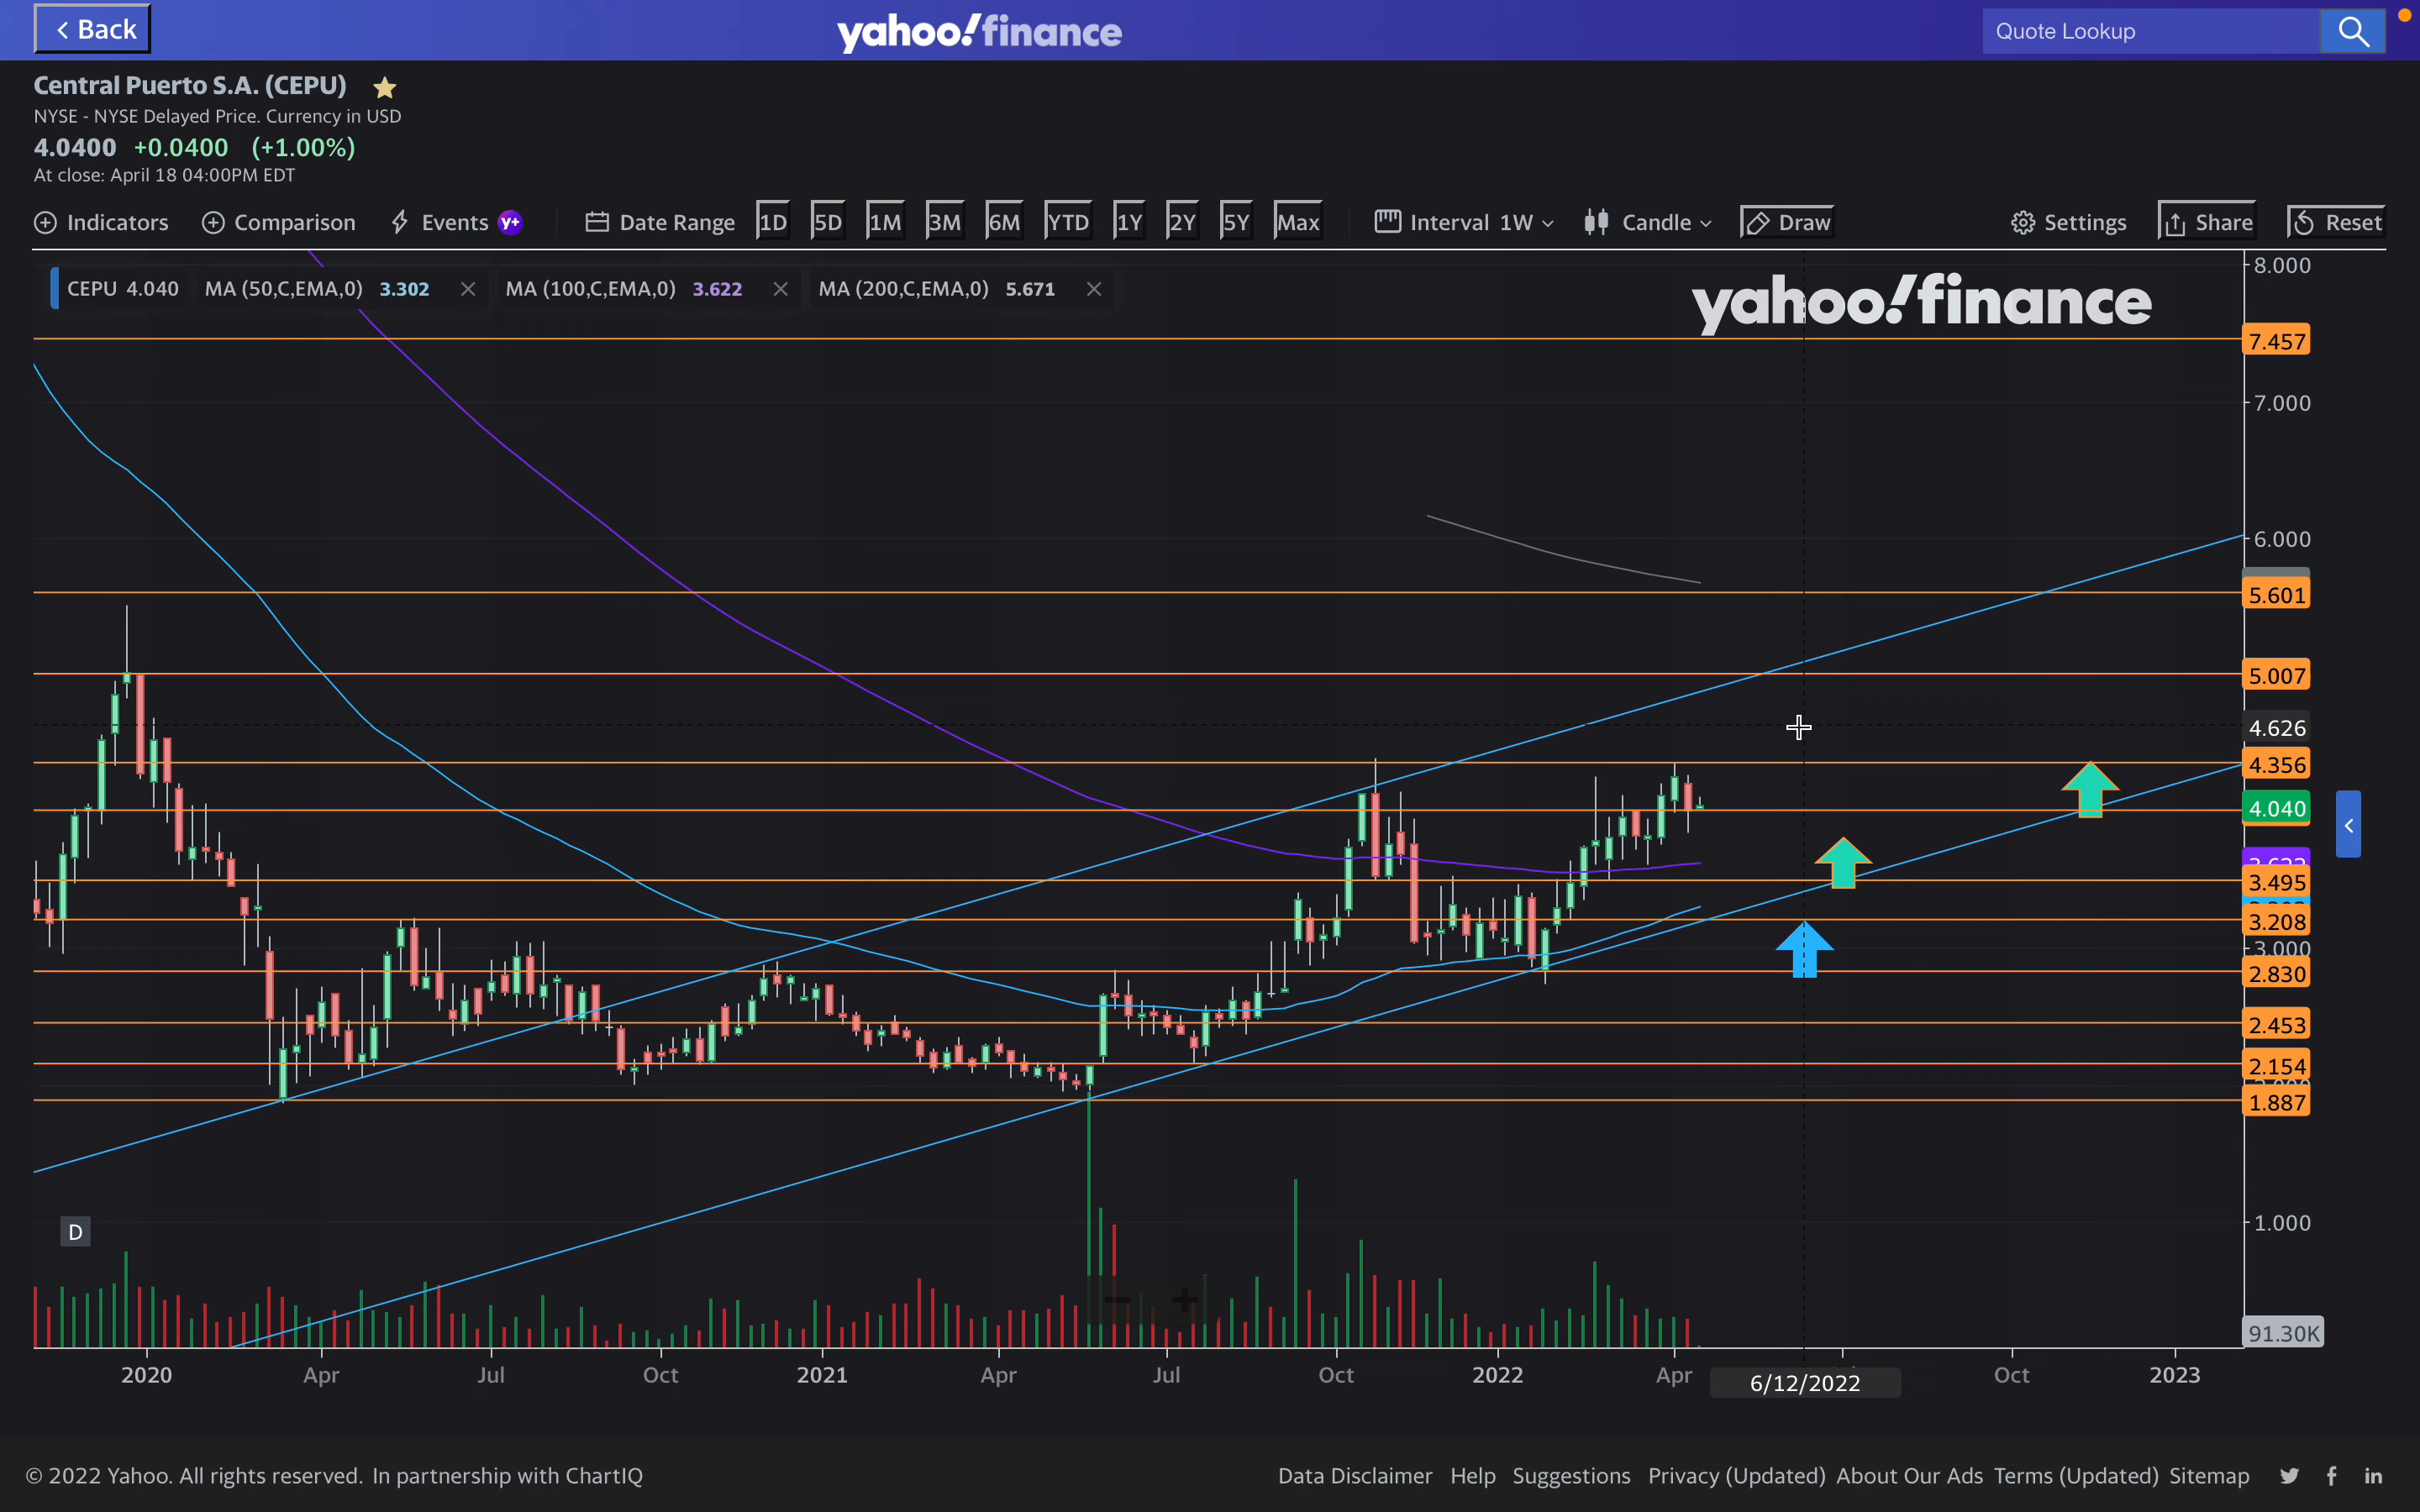 Back
yahoo!finance
Quote Lookup
Central Puerto S.A. (CEPU)
NYSE - NYSE Delayed Price. Currency in USD
4.0400 +0.0400 (+1.00%)
At close: April 18 04:00PM EDT
Indicators Comparison Events Y+ Date Range 1D 5D 1M 3M 6M YTD 1Y 2Y 5Y Max Interval 1W Candle Draw Settings Share Reset
CEPU 4.040 MA (50,C,EMA,0) 3.302 MA (100,C,EMA,0) 3.622 MA (200,C,EMA,0) 5.671
yahoo!finance
8.000
7.457
7.000
6.000
5.601
5.007
4.626
4.356
4.040
3.495
3.208
3.000
2.830
2.453
2.154
1.887
1.000
D
91.30K
2020 Apr Jul Oct 2021 Apr Jul Oct 2022 Apr 6/12/2022 Oct 2023
© 2022 Yahoo. All rights reserved. In partnership with ChartIQ
Data Disclaimer Help Suggestions Privacy (Updated) About Our Ads Terms (Updated) Sitemap